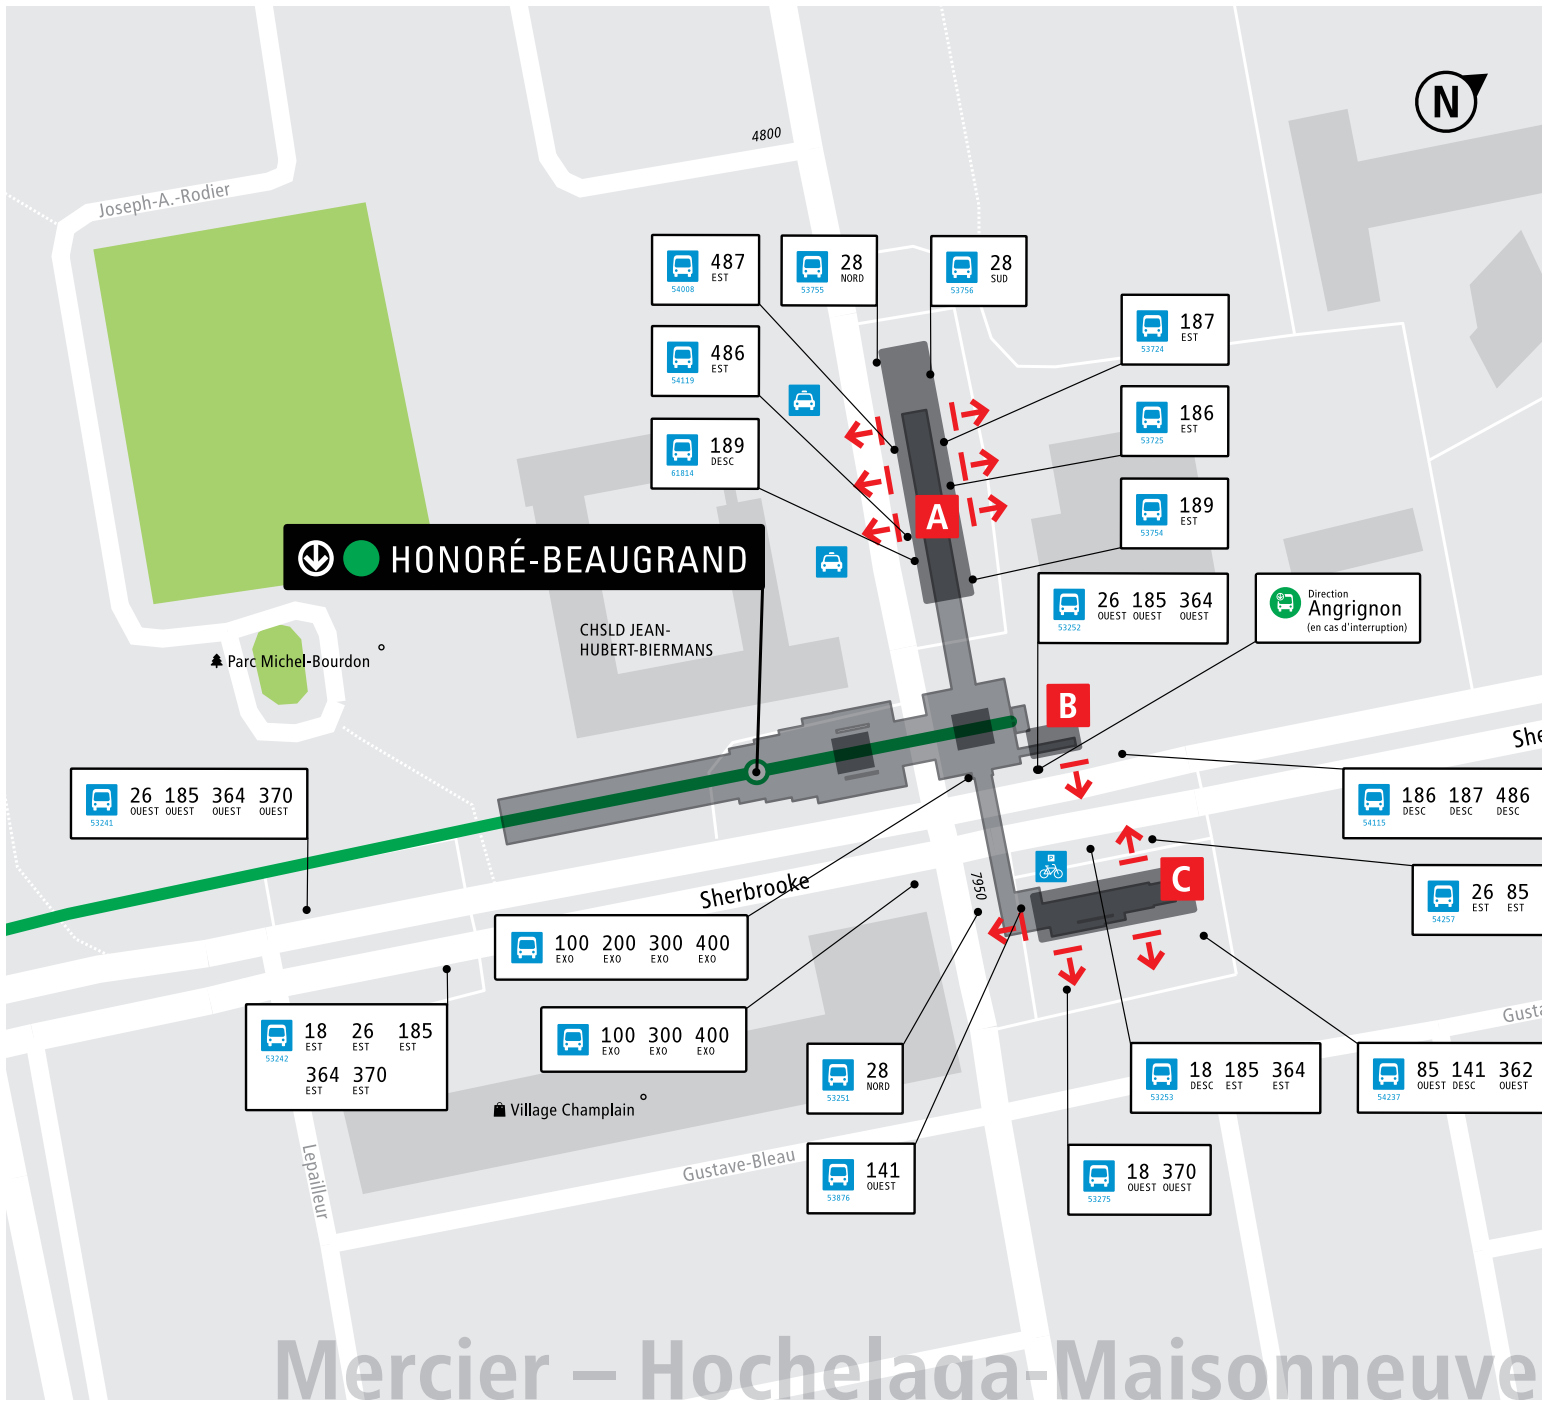 N
4800
Joseph-A.-Rodier
487
EST
54008
28
NORD
53755
28
SUD
53756
187
EST
53724
486
EST
54119
186
EST
53725
189
DESC
61814
189
EST
53754
A
HONORÉ-BEAUGRAND
CHSLD JEAN-
HUBERT-BIERMANS
Parc Michel-Bourdon
26 185 364
OUEST OUEST OUEST
53252
Direction
Angrignon
(en cas d'interruption)
B
She
26 185 364 370
OUEST OUEST OUEST OUEST
53241
186 187 486
DESC DESC DESC
54115
Sherbrooke
7950
C
26 85
EST EST
54257
100 200 300 400
EXO EXO EXO EXO
18 26 185
EST EST EST
53242
364 370
EST EST
100 300 400
EXO EXO EXO
Gusta
28
NORD
53251
18 185 364
DESC EST EST
53253
85 141 362
OUEST DESC OUEST
54237
Village Champlain
Lepailleur
Gustave-Bleau
141
OUEST
53876
18 370
OUEST OUEST
53275
Mercier – Hochelaga-Maisonneuve